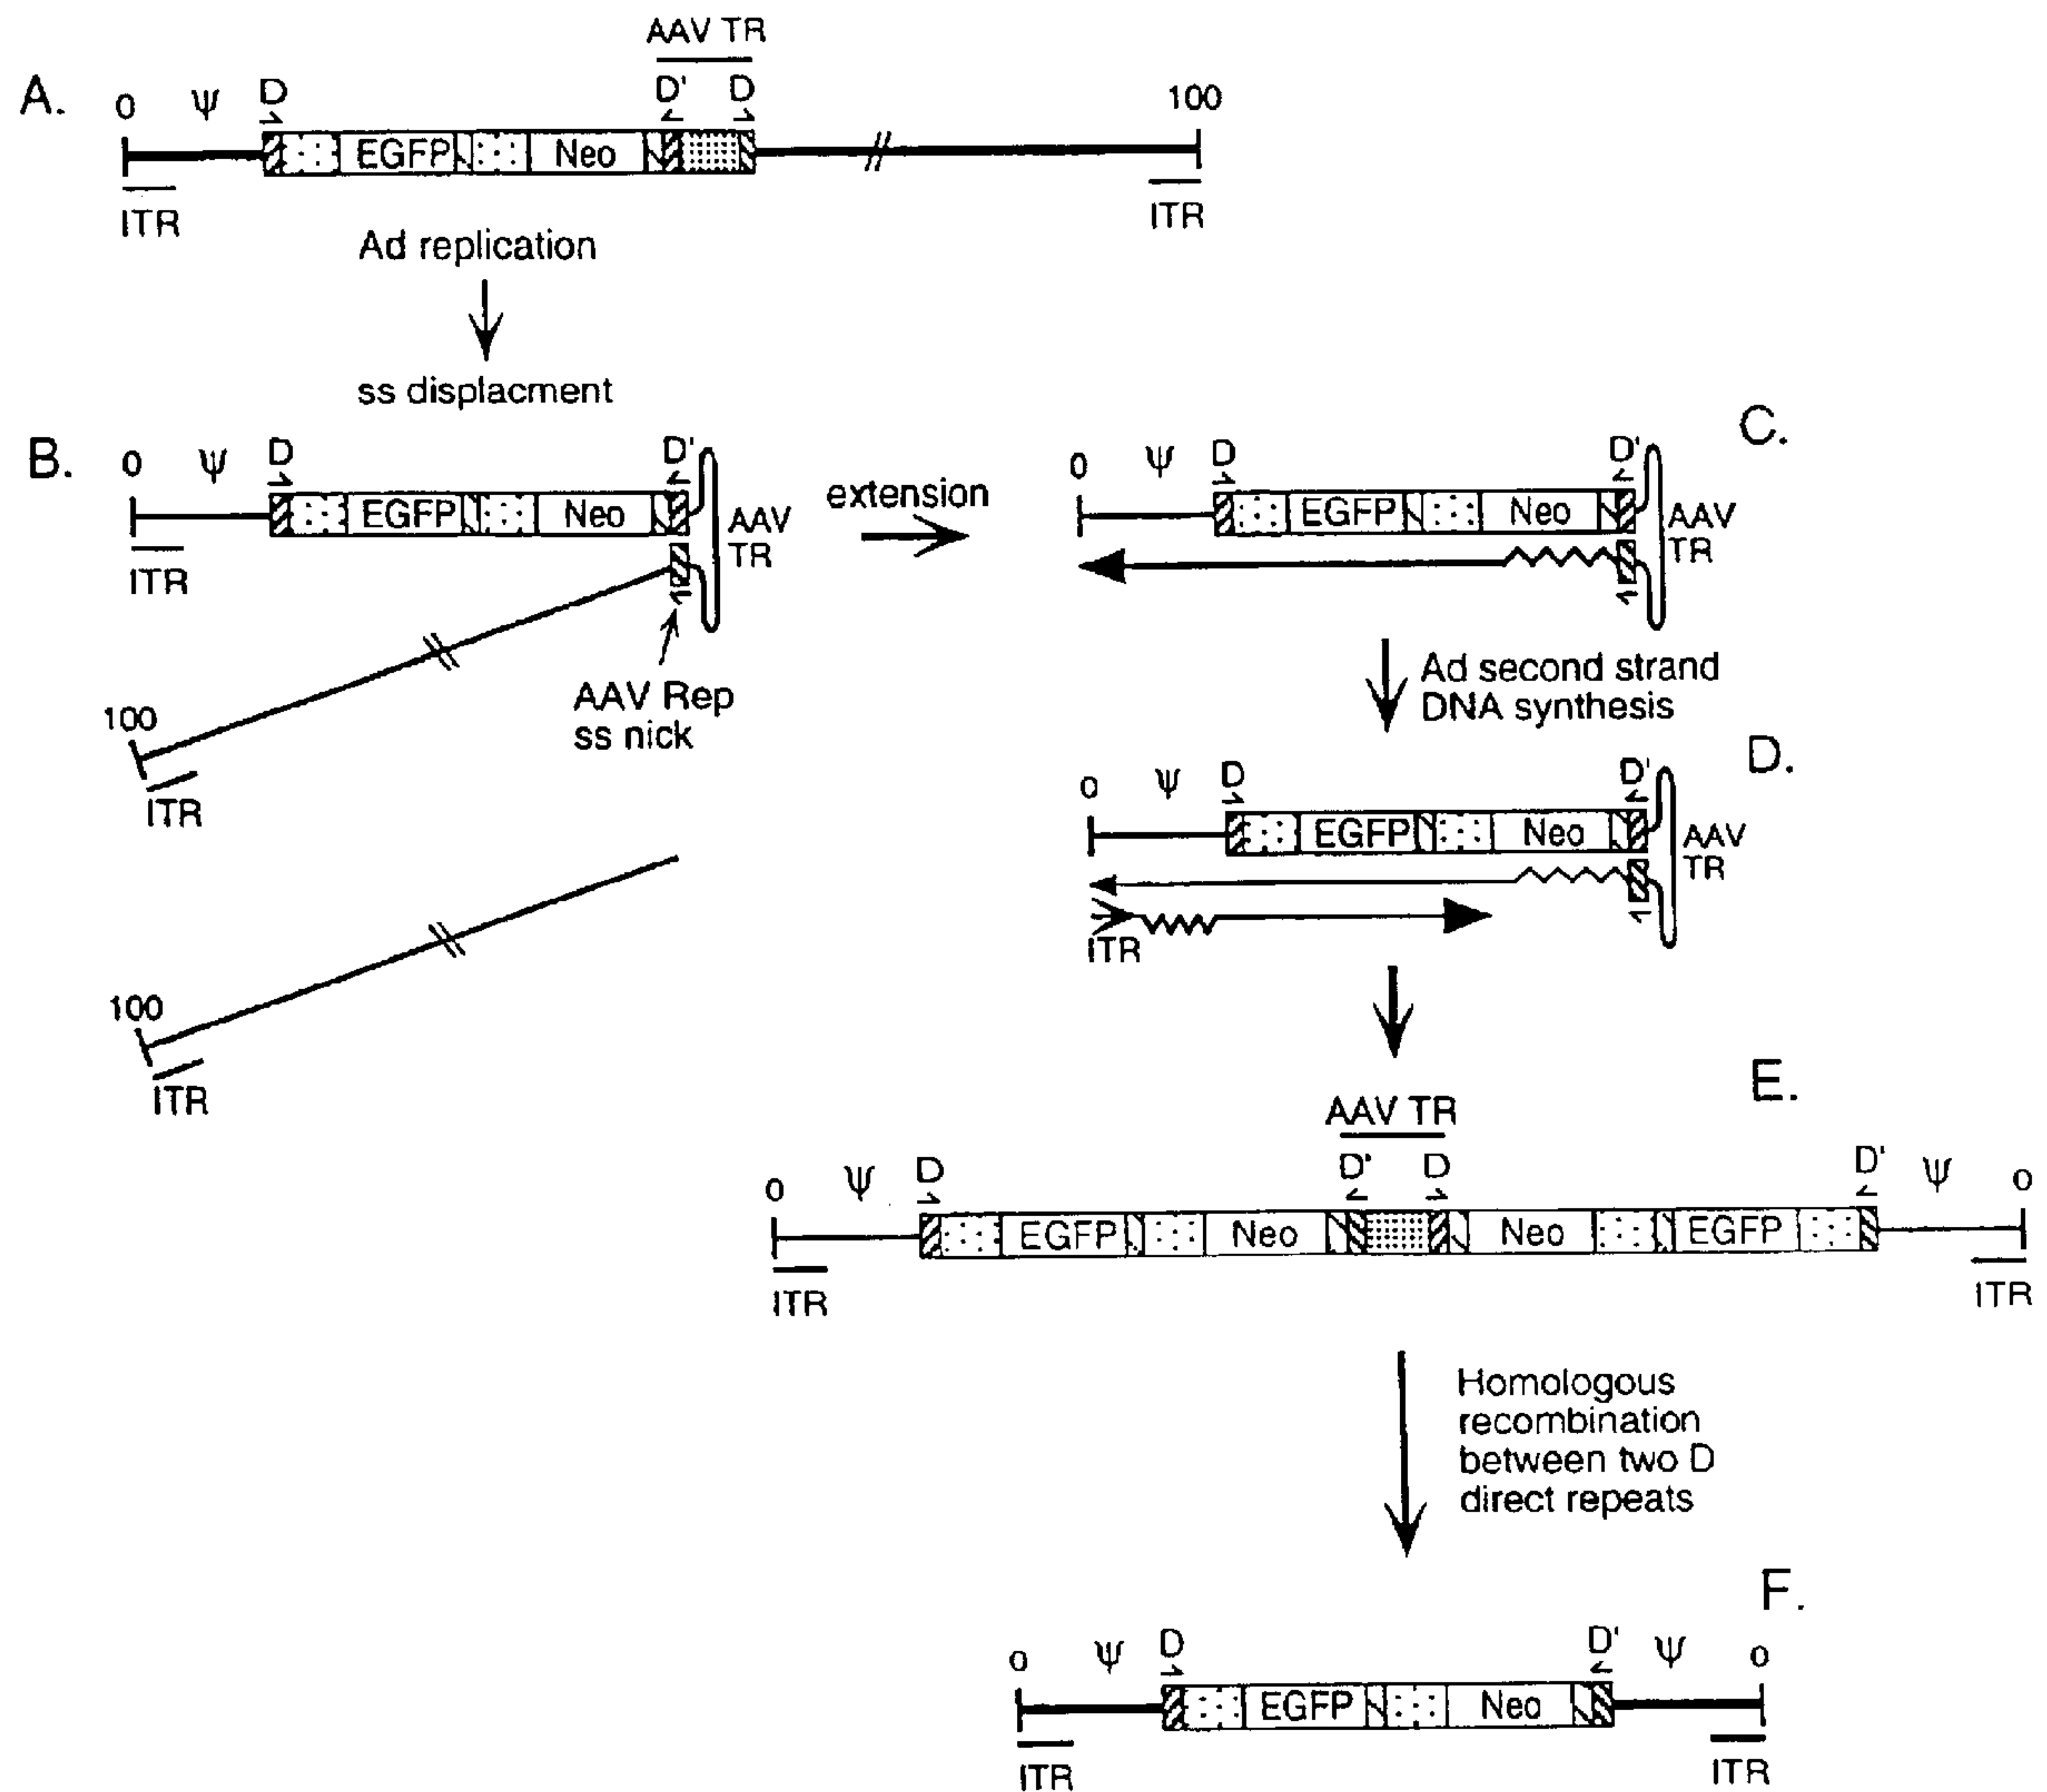 AAV TR
A. 0 ψ D D' D 100
EGFP Neo
ITR ITR
Ad replication
ss displacment
B. 0 ψ D D'
EGFP Neo
AAV
TR
ITR
AAV Rep
ss nick
100
ITR
100
ITR
extension
C.
0 ψ D D'
EGFP Neo
AAV
TR
Ad second strand
DNA synthesis
D.
0 ψ D D'
EGFP Neo
AAV
TR
ITR
E.
AAV TR
0 ψ D D' D D' ψ 0
EGFP Neo Neo EGFP
ITR ITR
Homologous
recombination
between two D
direct repeats
F.
0 ψ D D' ψ 0
EGFP Neo
ITR ITR